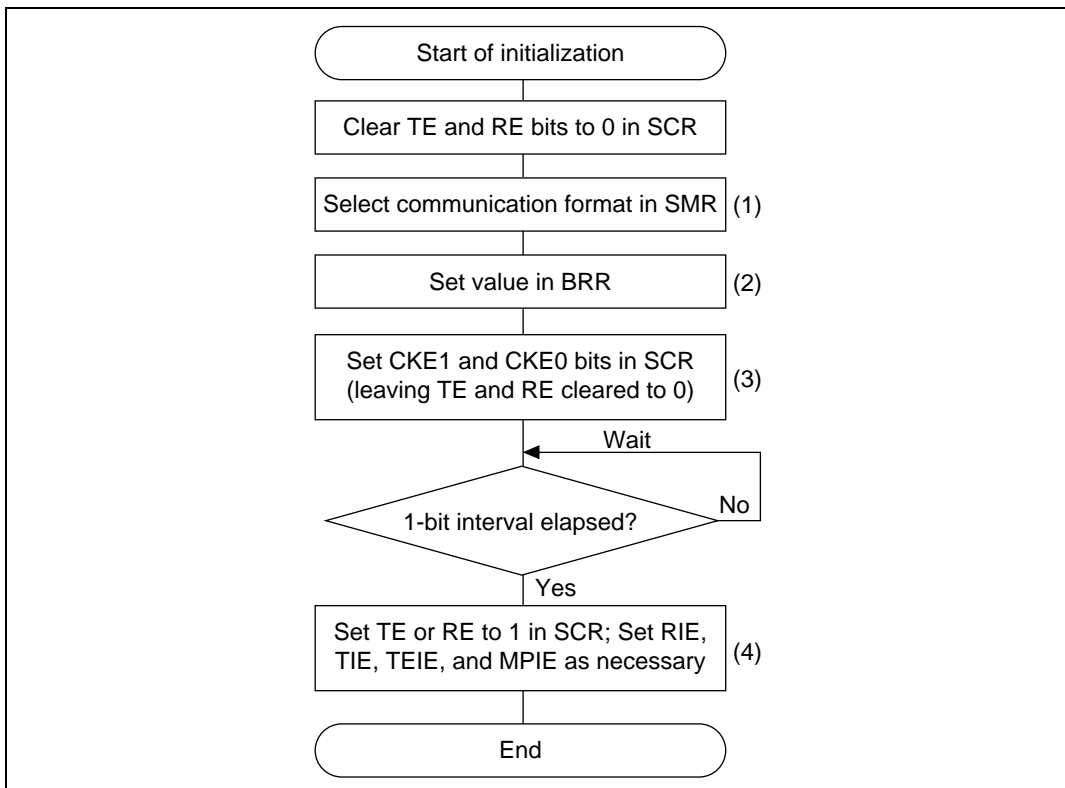 Start of initialization
Clear TE and RE bits to 0 in SCR
Select communication format in SMR (1)
Set value in BRR (2)
Set CKE1 and CKE0 bits in SCR
(leaving TE and RE cleared to 0) (3)
Wait
1-bit interval elapsed? No
Yes
Set TE or RE to 1 in SCR; Set RIE,
TIE, TEIE, and MPIE as necessary (4)
End